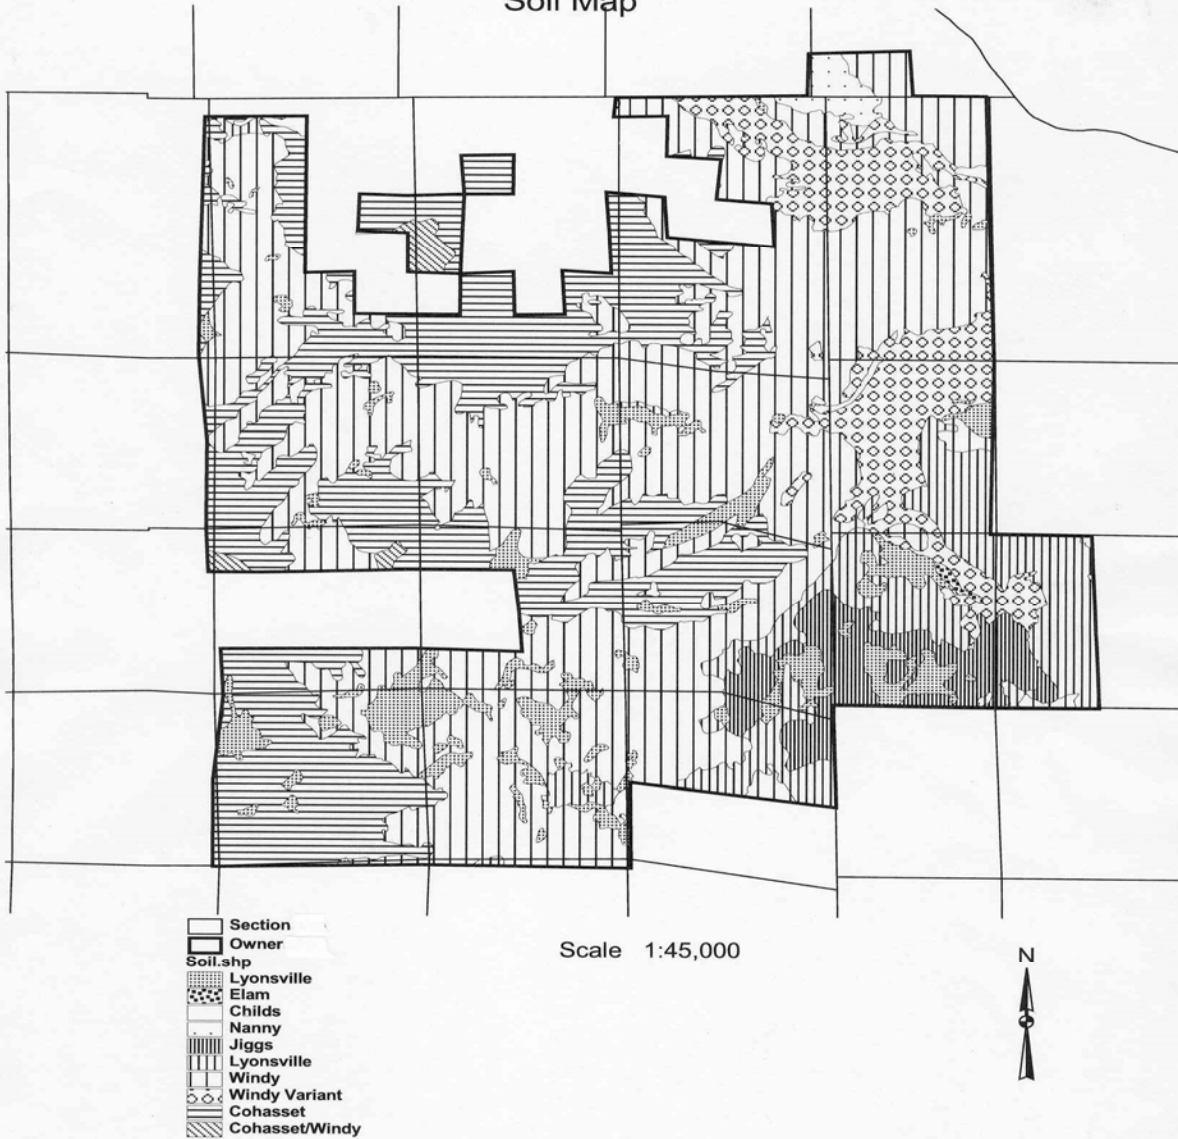 Soil Map
Section
Owner
Soil.shp
Lyonsville
Elam
Childs
Nanny
Jiggs
Lyonsville
Windy
Windy Variant
Cohasset
Cohasset/Windy
Scale 1:45,000
N